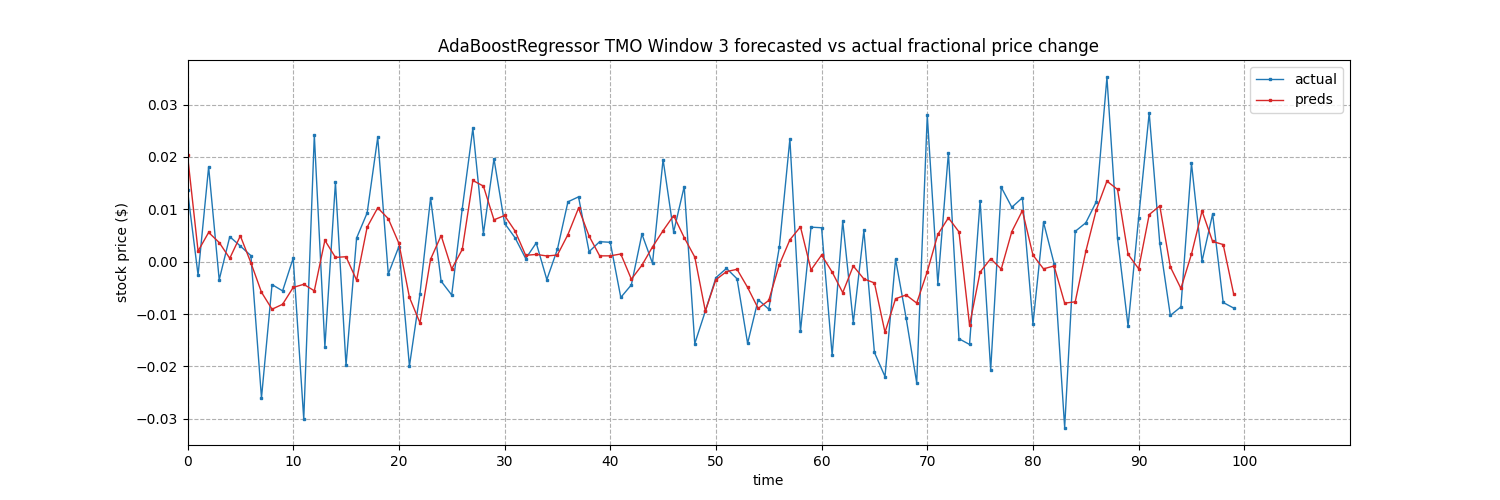 AdaBoostRegressor TMO Window 3 forecasted vs actual fractional price change
actual
preds
stock price ($)
0.03
0.02
0.01
0.00
−0.01
−0.02
−0.03
0 10 20 30 40 50 60 70 80 90 100
time